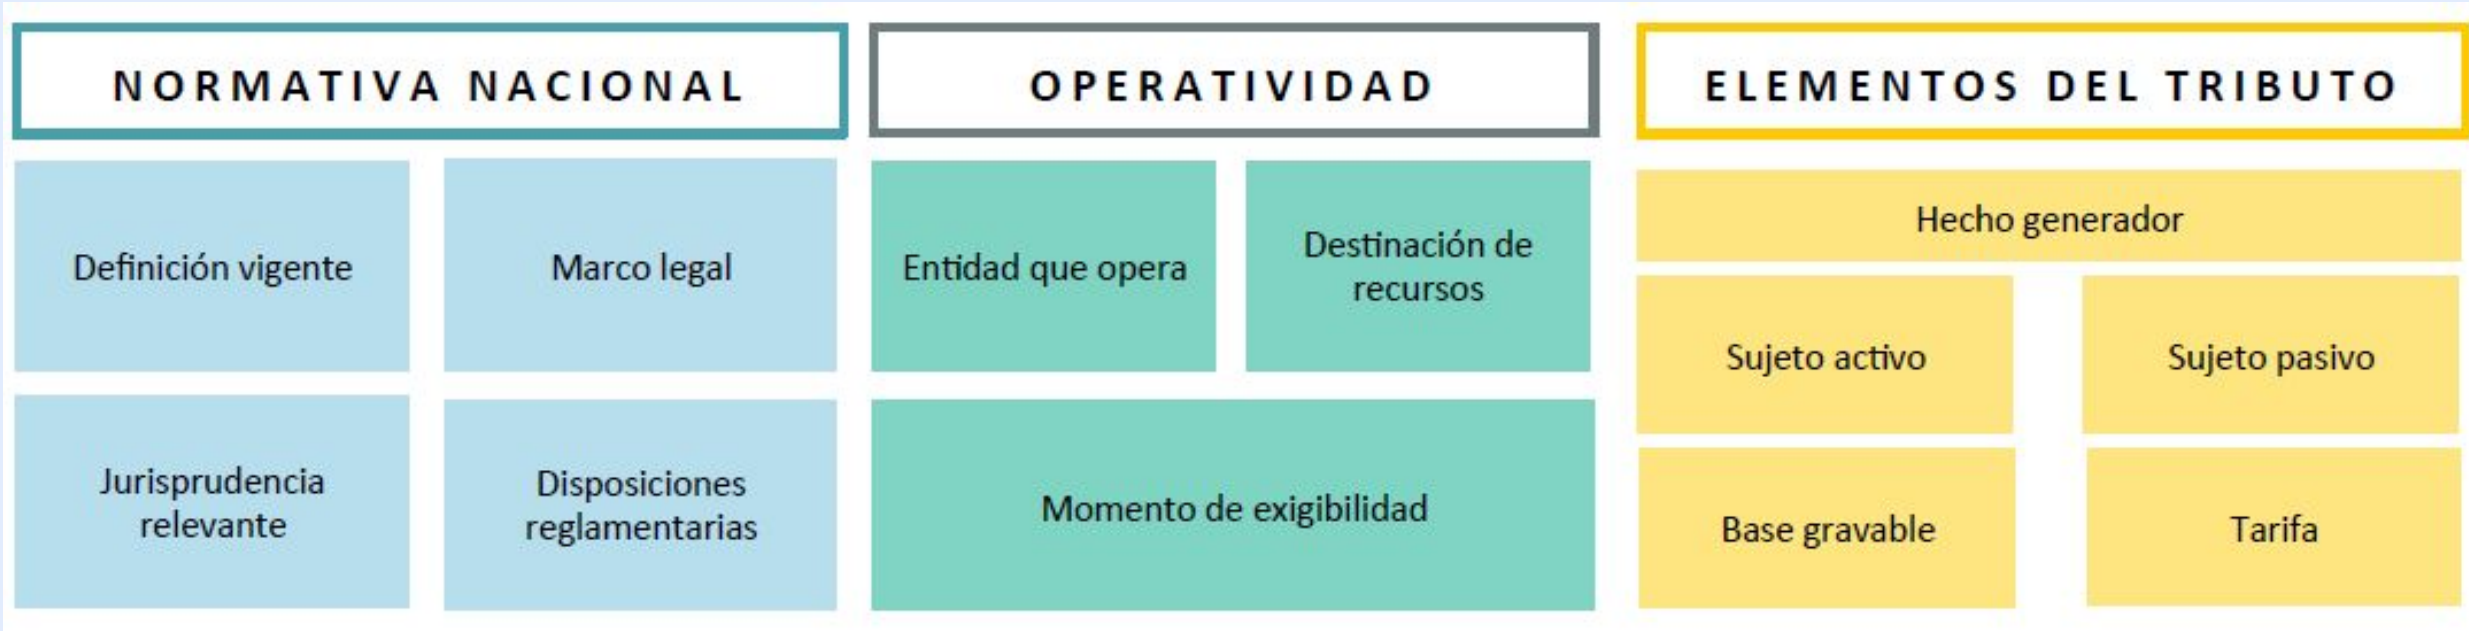 NORMATIVA NACIONAL
Definición vigente
Marco legal
Jurisprudencia
relevante
Disposiciones
reglamentarias
OPERATIVIDAD
Entidad que opera
Destinación de
recursos
Momento de exigibilidad
ELEMENTOS DEL TRIBUTO
Hecho generador
Sujeto activo
Sujeto pasivo
Base gravable
Tarifa